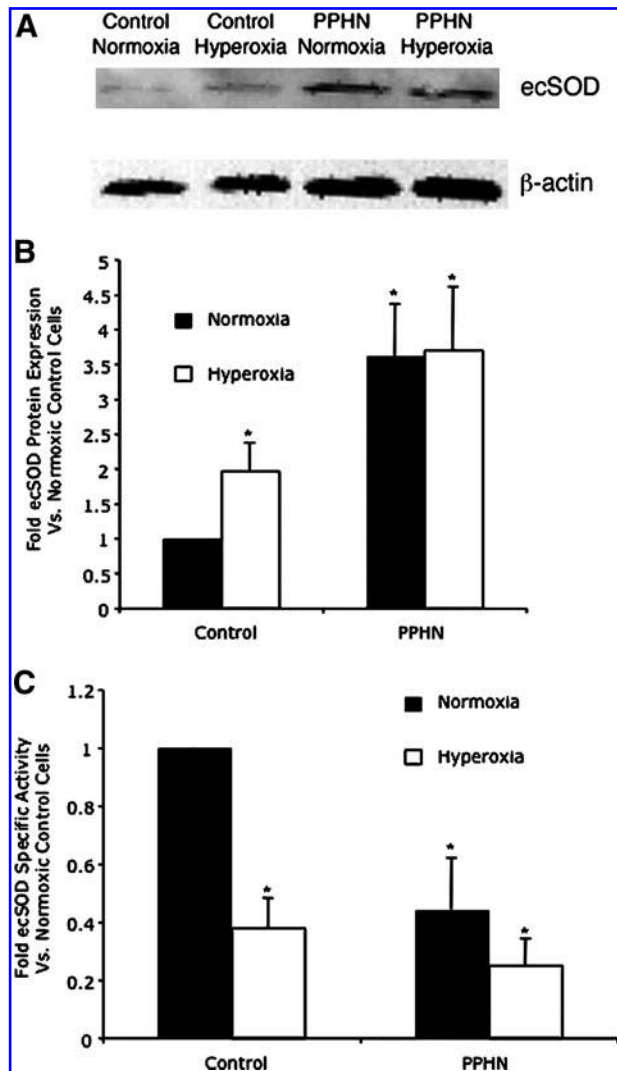 A
Control Normoxia
Control Hyperoxia
PPHN Normoxia
PPHN Hyperoxia
ecSOD
β-actin
B
Fold ecSOD Protein Expression
Vs. Normoxic Control Cells
5
4.5
4
3.5
3
2.5
2
1.5
1
0.5
0
Normoxia
Hyperoxia
*
*
*
Control
PPHN
C
Fold ecSOD Specific Activity
Vs. Normoxic Control Cells
1.2
1
0.8
0.6
0.4
0.2
0
Normoxia
Hyperoxia
*
*
*
Control
PPHN